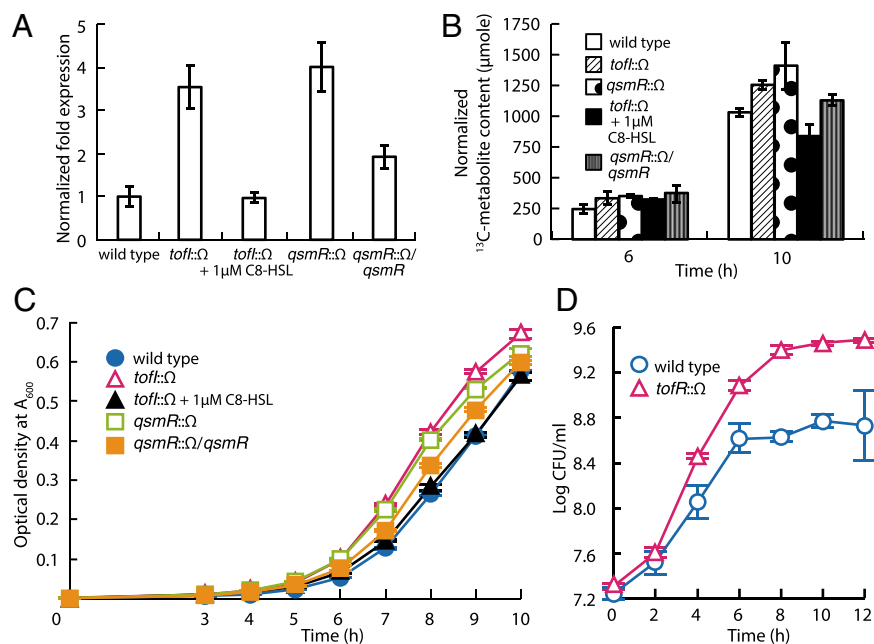 A
Normalized fold expression
5
4
3
2
1
0
wild type
tofI::Ω
tofI::Ω
+ 1µM C8-HSL
qsmR::Ω
qsmR::Ω/
qsmR
B
Normalized
¹³C-metabolite content (µmole)
1750
1500
1250
1000
750
500
250
0
wild type
tofI::Ω
qsmR::Ω
tofI::Ω
+ 1µM
C8-HSL
qsmR::Ω/
qsmR
6
10
Time (h)
C
Optical density at A₆₀₀
0.7
0.6
0.5
0.4
0.3
0.2
0.1
0
3
4
5
6
7
8
9
10
Time (h)
wild type
tofI::Ω
tofI::Ω + 1µM C8-HSL
qsmR::Ω
qsmR::Ω/qsmR
D
Log CFU/ml
9.6
9.2
8.8
8.4
8.0
7.6
7.2
0
2
4
6
8
10
12
Time (h)
wild type
tofR::Ω